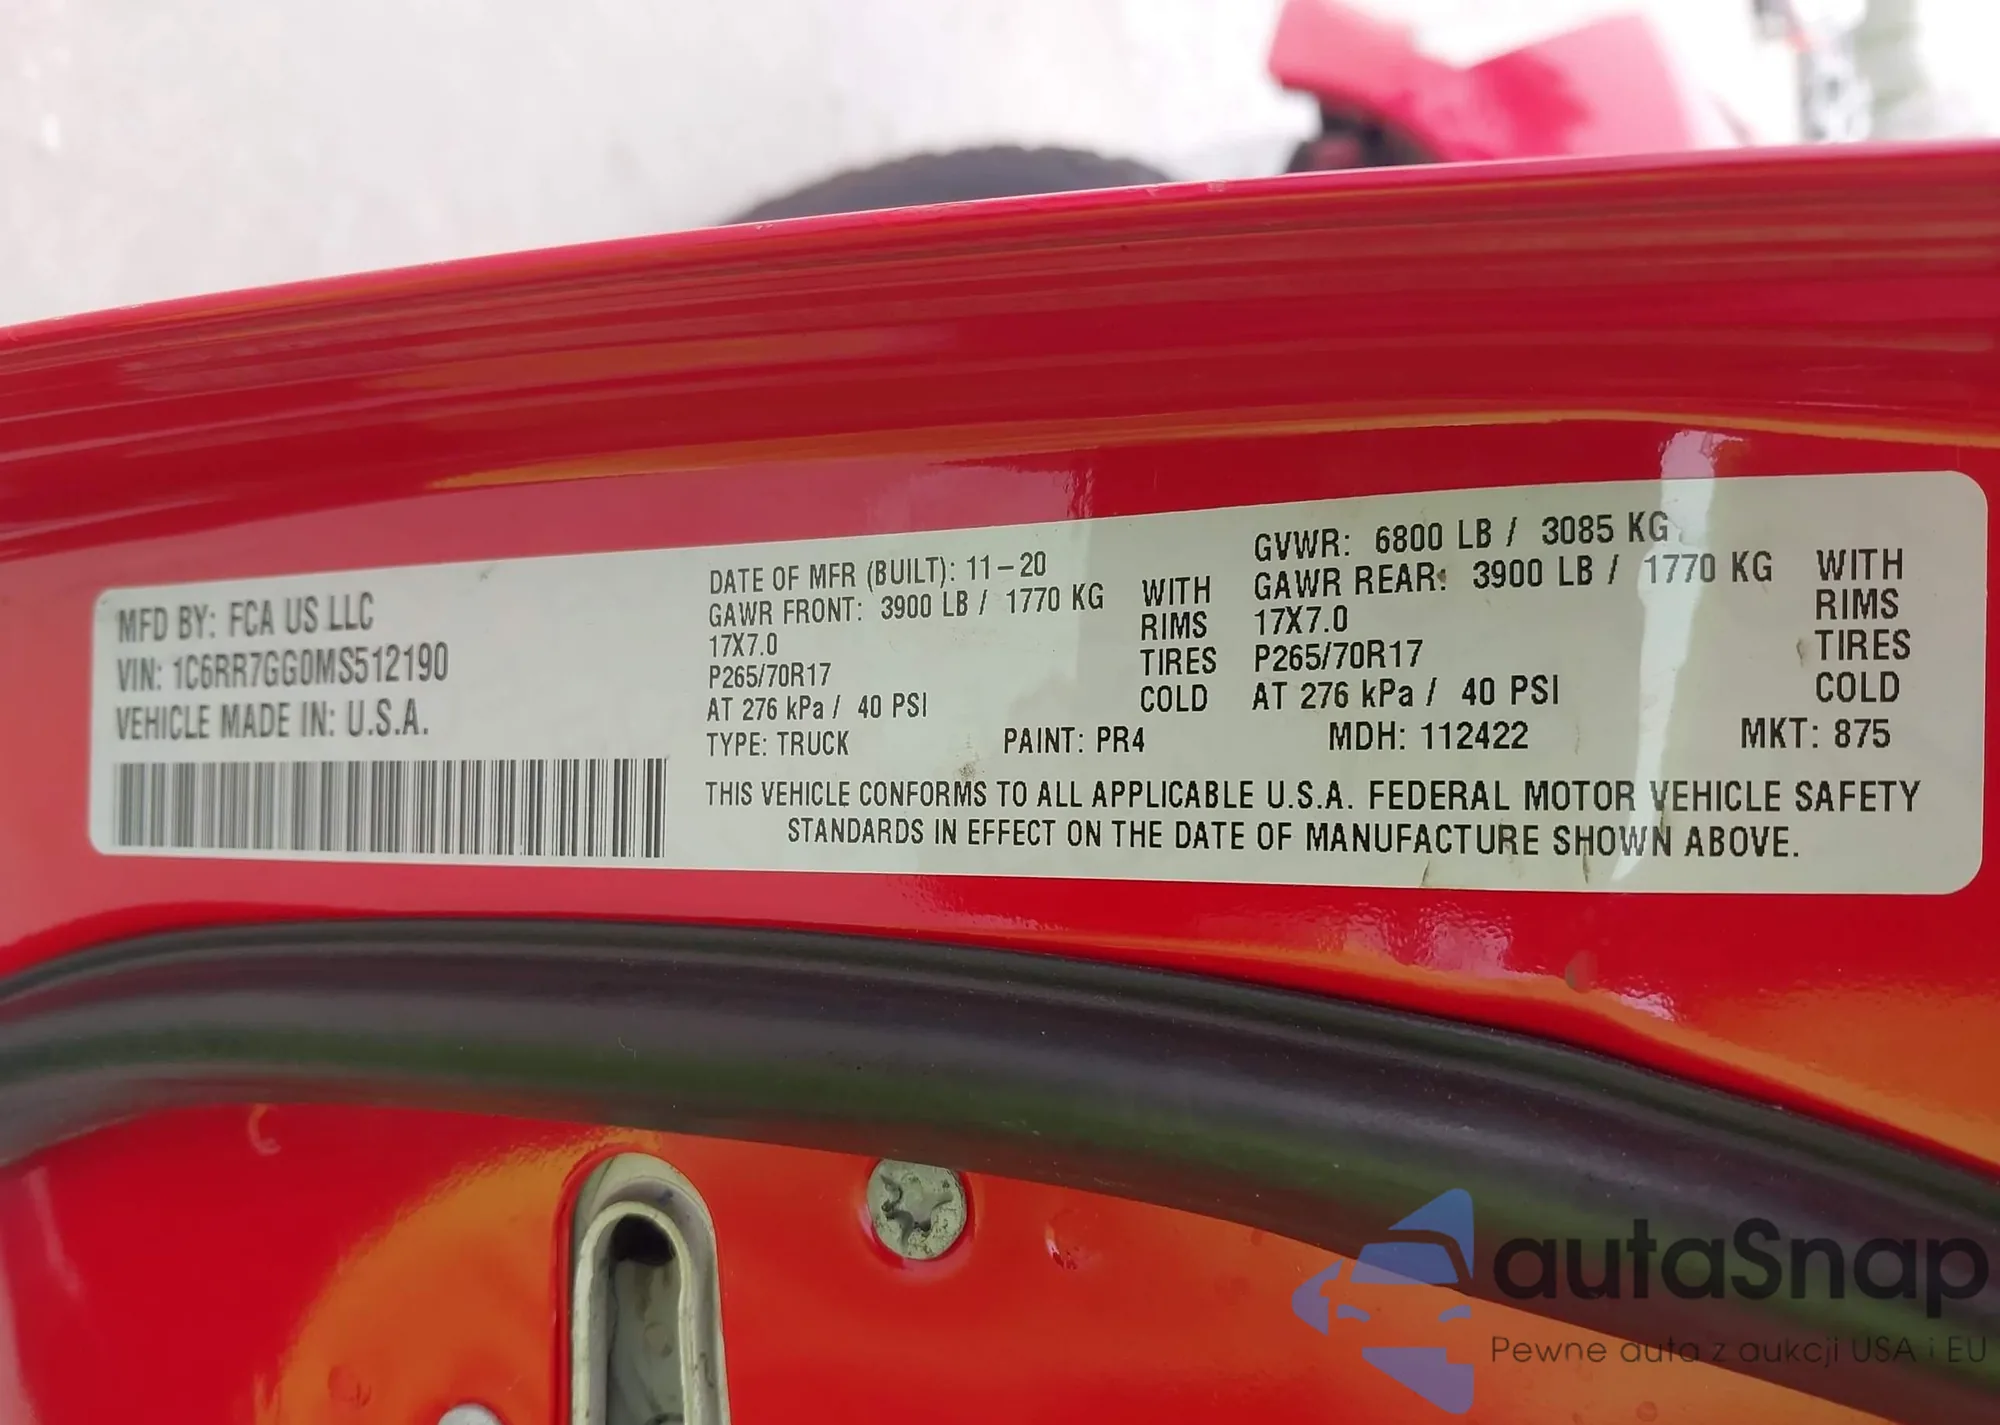 MFD BY: FCA US LLC
VIN: 1C6RR7GG0MS512190
VEHICLE MADE IN: U.S.A.
DATE OF MFR (BUILT): 11-20
GAWR FRONT: 3900 LB / 1770 KG WITH
17X7.0 RIMS
P265/70R17 TIRES
AT 276 kPa / 40 PSI COLD
GVWR: 6800 LB / 3085 KG
GAWR REAR: 3900 LB / 1770 KG WITH
17X7.0 RIMS
P265/70R17 TIRES
AT 276 kPa / 40 PSI COLD
TYPE: TRUCK PAINT: PR4 MDH: 112422 MKT: 875
THIS VEHICLE CONFORMS TO ALL APPLICABLE U.S.A. FEDERAL MOTOR VEHICLE SAFETY
STANDARDS IN EFFECT ON THE DATE OF MANUFACTURE SHOWN ABOVE.
autaSnap
Pewne auta z aukcji USA i EU